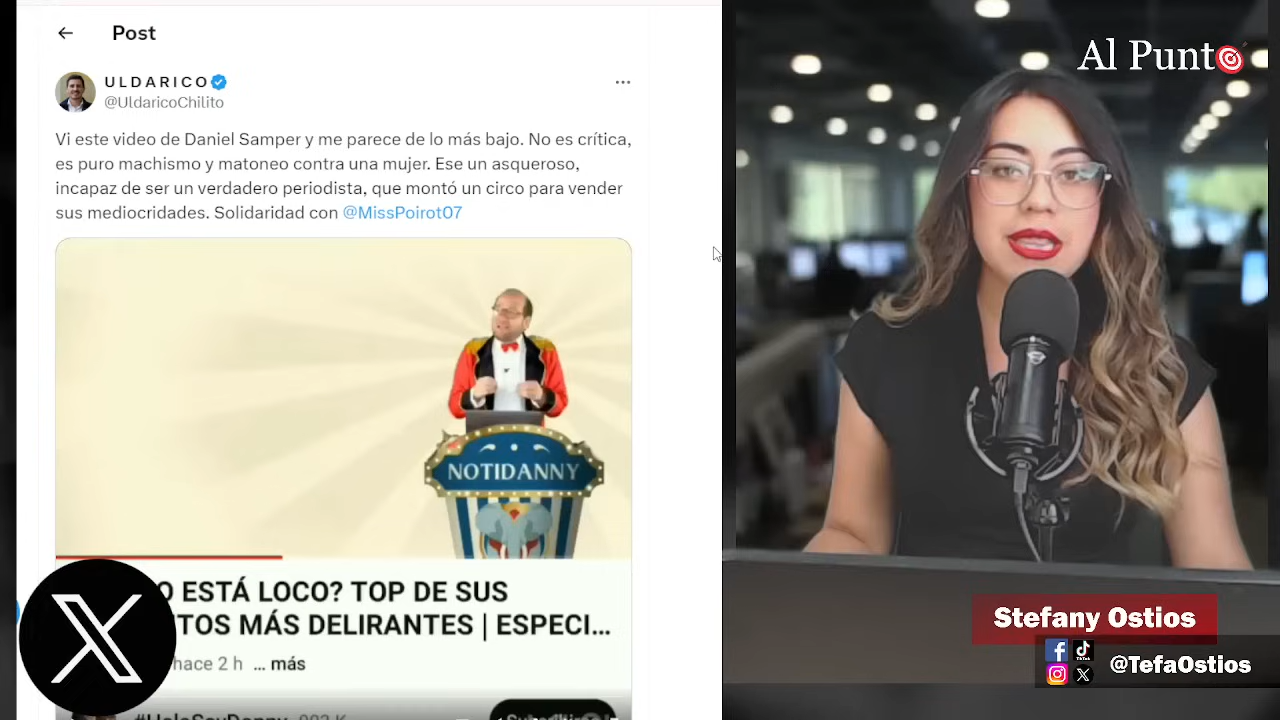 Post
ULDARICO
@UldaricoChilito
Vi este video de Daniel Samper y me parece de lo más bajo. No es crítica,
es puro machismo y matoneo contra una mujer. Ese un asqueroso,
incapaz de ser un verdadero periodista, que montó un circo para vender
sus mediocridades. Solidaridad con @MissPoirot07
NOTIDANNY
O ESTÁ LOCO? TOP DE SUS
TOS MÁS DELIRANTES | ESPECI...
hace 2 h ... más
Al Punto
Stefany Ostios
@TefaOstios